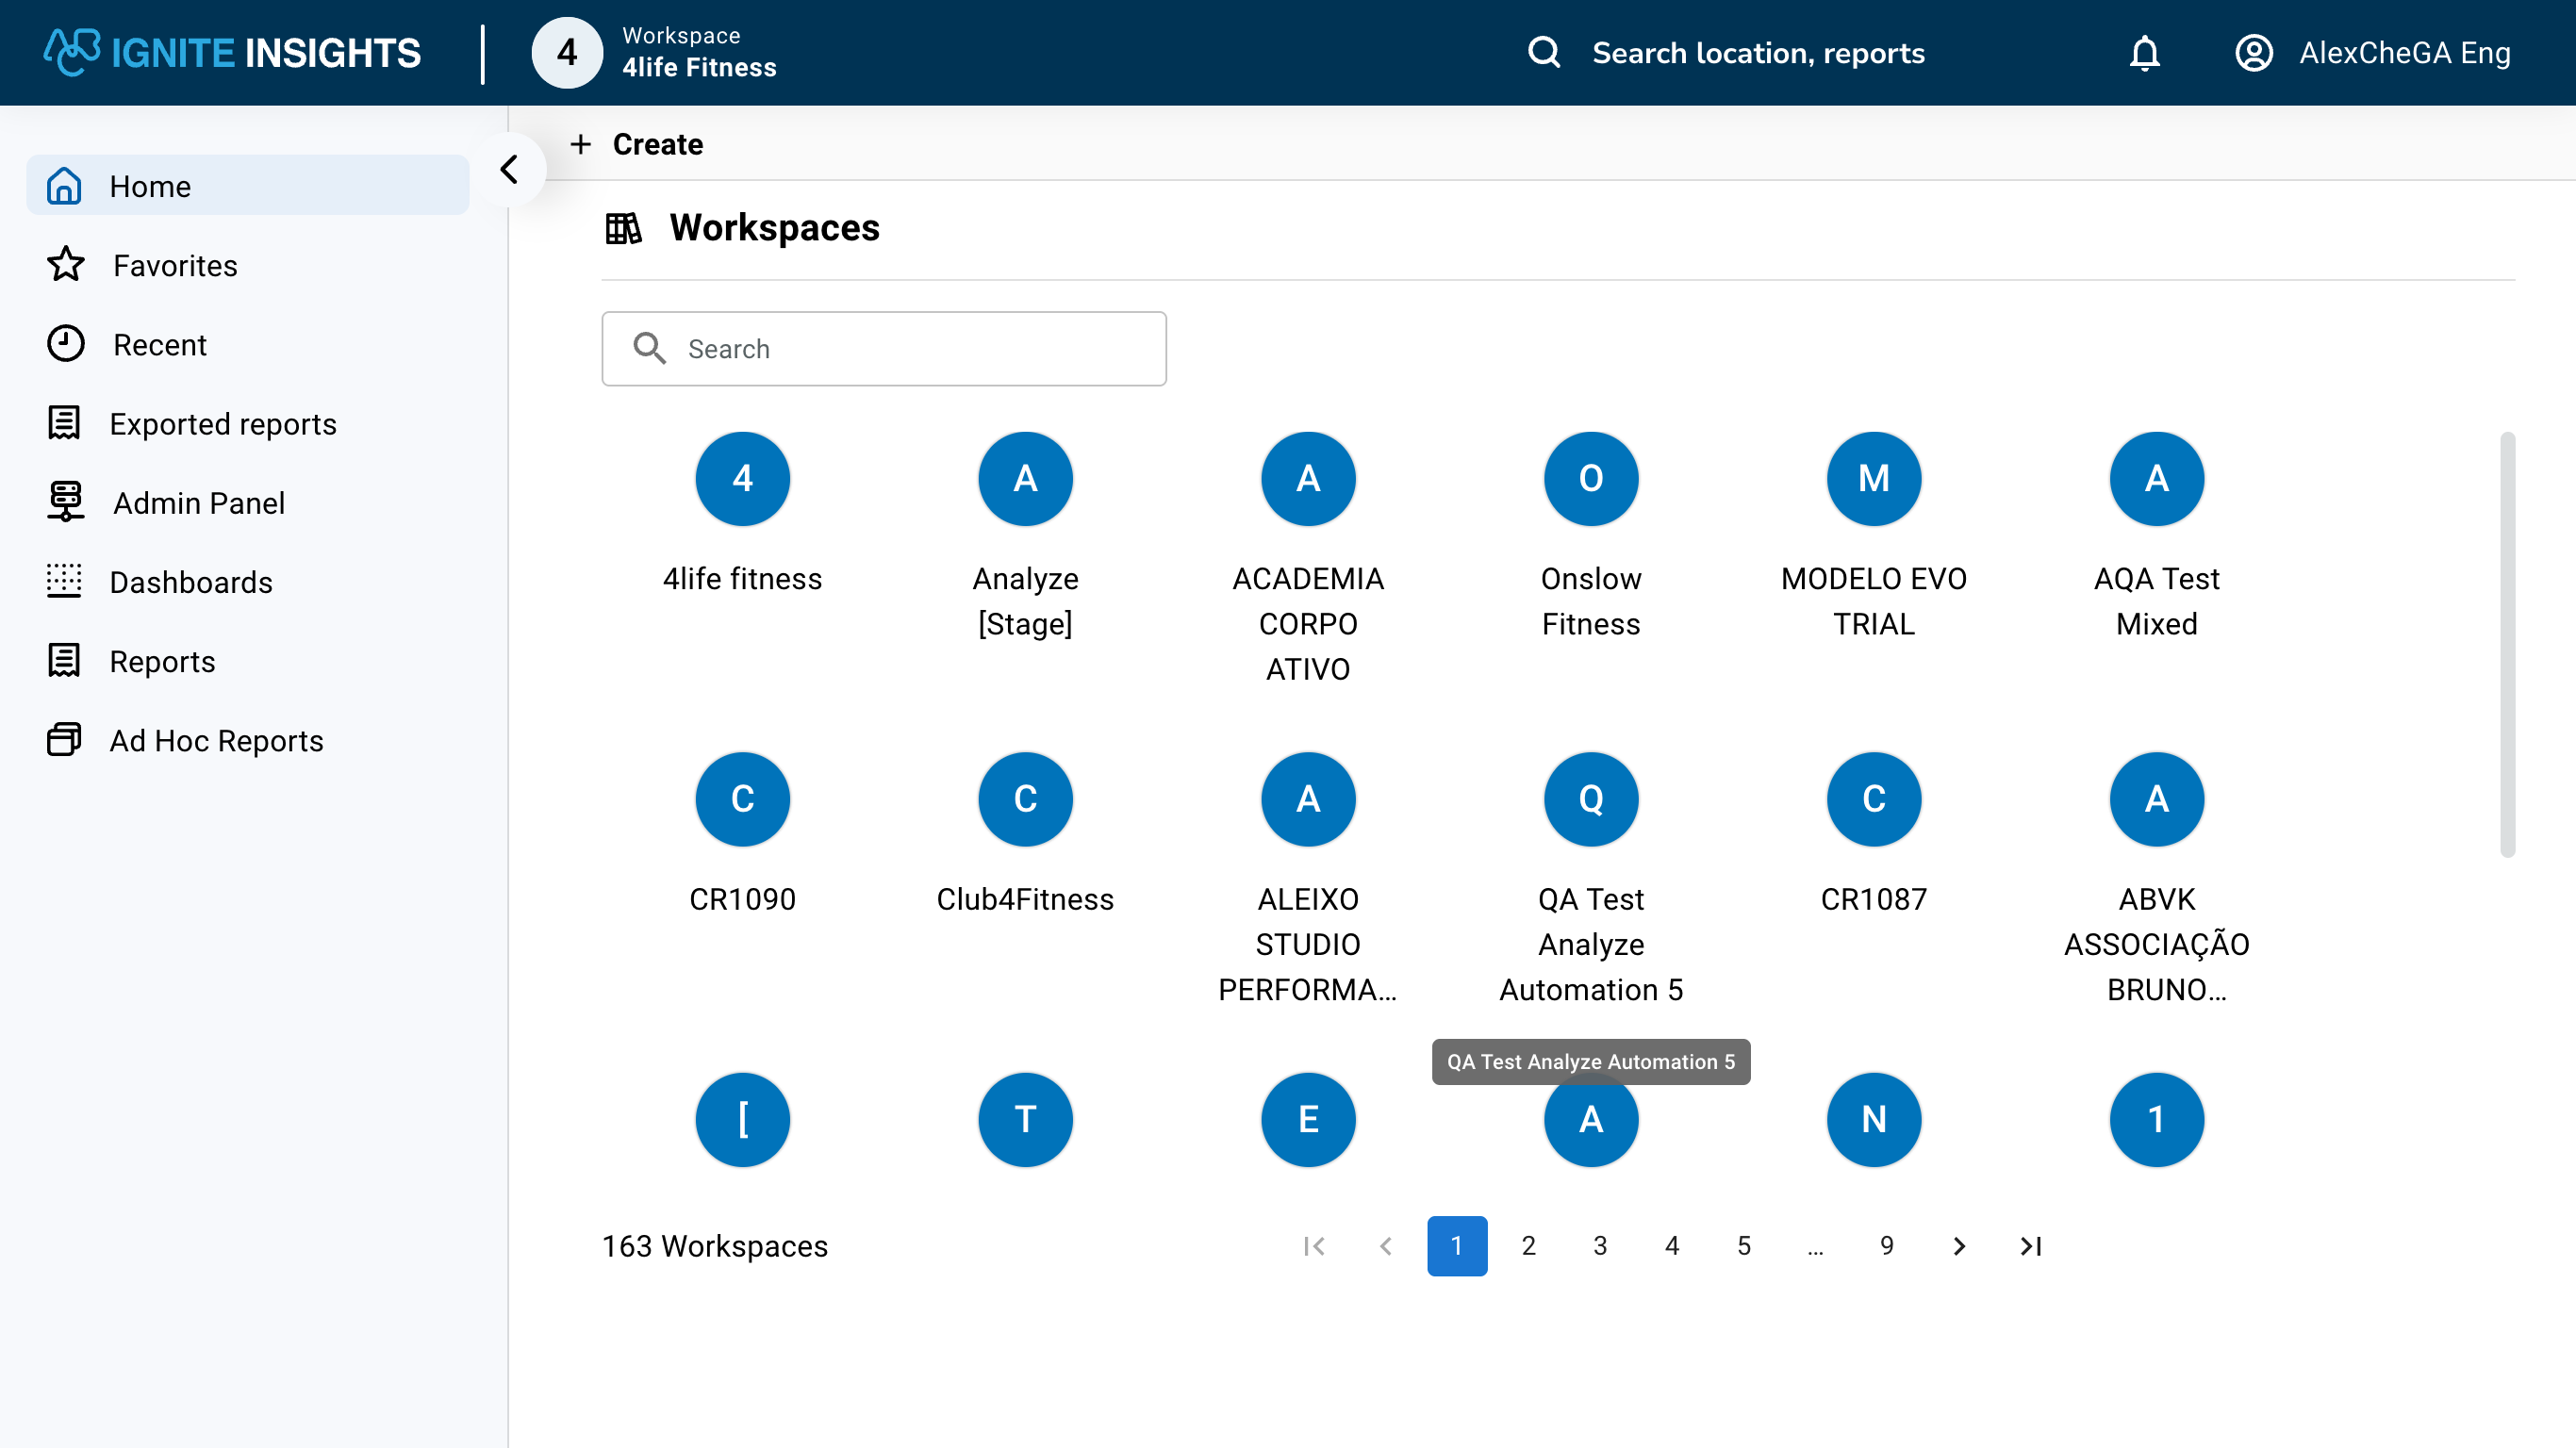 IGNITE INSIGHTS
4
Workspace
4life Fitness
Search location, reports
AlexCheGA Eng
Home
Favorites
Recent
Exported reports
Admin Panel
Dashboards
Reports
Ad Hoc Reports
+ Create
Workspaces
Search
4
4life fitness
A
Analyze
[Stage]
A
ACADEMIA
CORPO
ATIVO
O
Onslow
Fitness
M
MODELO EVO
TRIAL
A
AQA Test
Mixed
C
CR1090
C
Club4Fitness
A
ALEIXO
STUDIO
PERFORMA...
Q
QA Test
Analyze
Automation 5
C
CR1087
A
ABVK
ASSOCIAÇÃO
BRUNO...
QA Test Analyze Automation 5
[
T
E
A
N
1
163 Workspaces
1 2 3 4 5 ... 9